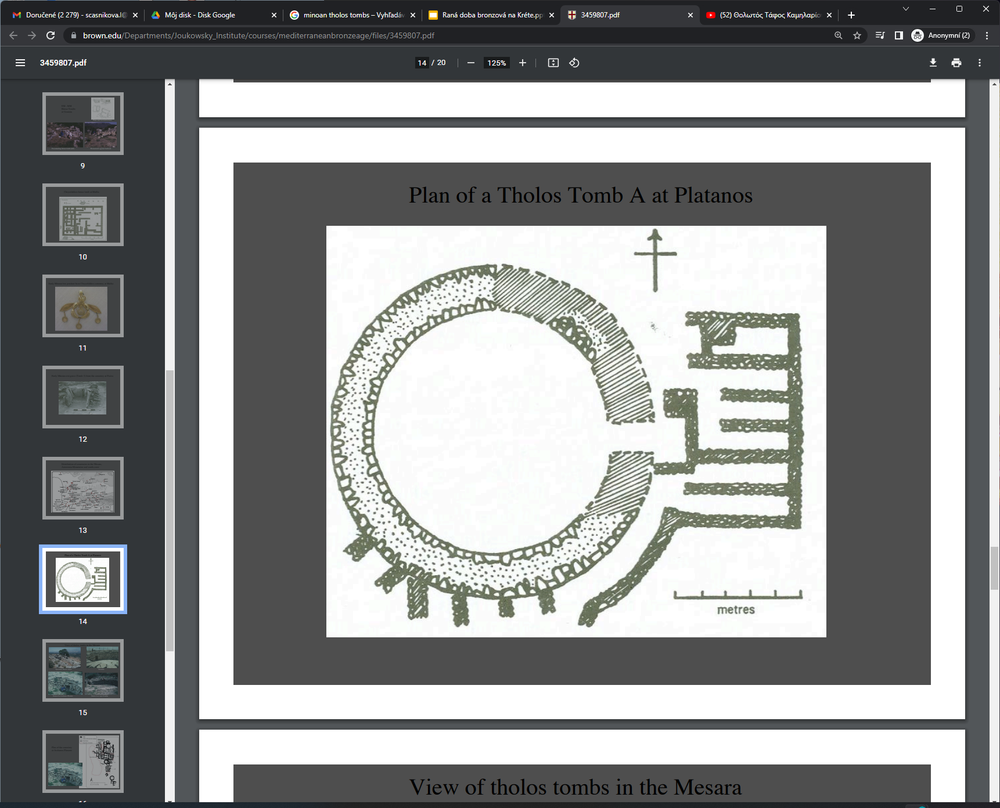 Doručené (2 279) - scasnikova.l@
Môj disk - Disk Google
minoan tholos tombs – Vyhľadáv
Raná doba bronzová na Kréte.pp
3459807.pdf
(52) Θολωτός Τάφος Καμηλαρίο
brown.edu/Departments/Joukowsky_Institute/courses/mediterraneanbronzeage/files/3459807.pdf
Anonymní (2)
3459807.pdf
14 / 20
125%
9
10
11
12
13
14
15
Plan of a Tholos Tomb A at Platanos
metres
View of tholos tombs in the Mesara